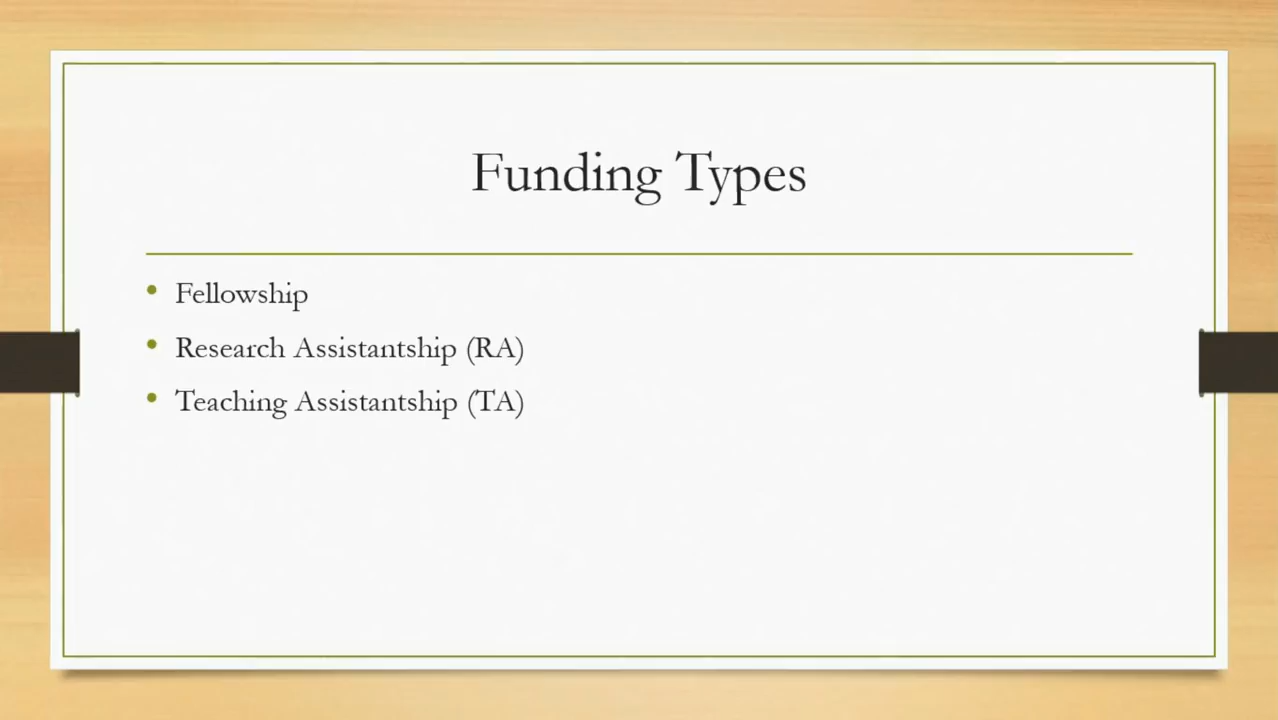 Funding Types
• Fellowship
• Research Assistantship (RA)
• Teaching Assistantship (TA)